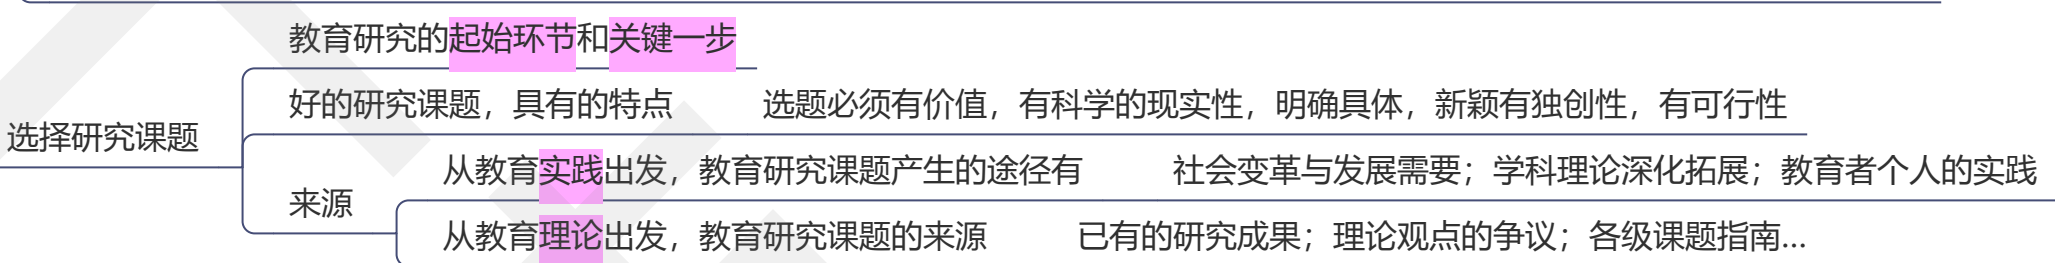 教育研究的起始环节和关键一步
好的研究课题，具有的特点 选题必须有价值，有科学的现实性，明确具体，新颖有独创性，有可行性
选择研究课题
从教育实践出发，教育研究课题产生的途径有 社会变革与发展需要；学科理论深化拓展；教育者个人的实践
来源
从教育理论出发，教育研究课题的来源 已有的研究成果；理论观点的争议；各级课题指南...